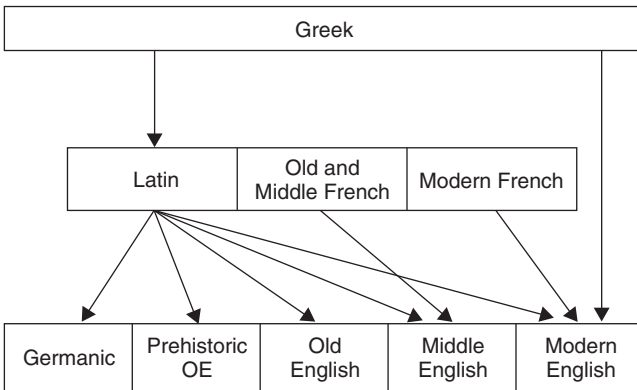 Greek
Latin
Old and
Middle French
Modern French
Germanic
Prehistoric
OE
Old
English
Middle
English
Modern
English